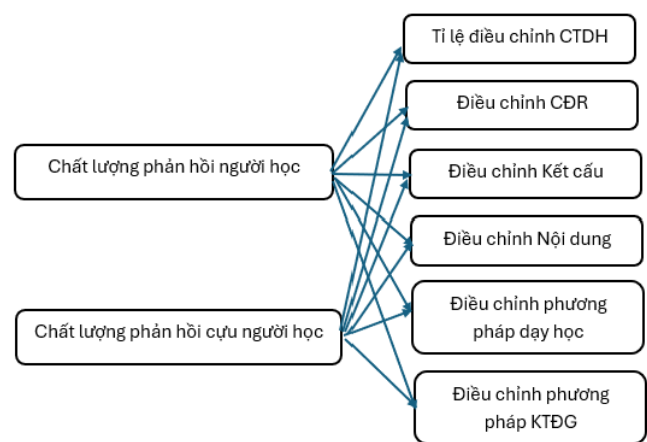 Tỉ lệ điều chỉnh CTDH
Điều chỉnh CĐR
Chất lượng phản hồi người học
Điều chỉnh Kết cấu
Điều chỉnh Nội dung
Chất lượng phản hồi cựu người học
Điều chỉnh phương
pháp dạy học
Điều chỉnh phương
pháp KTĐG